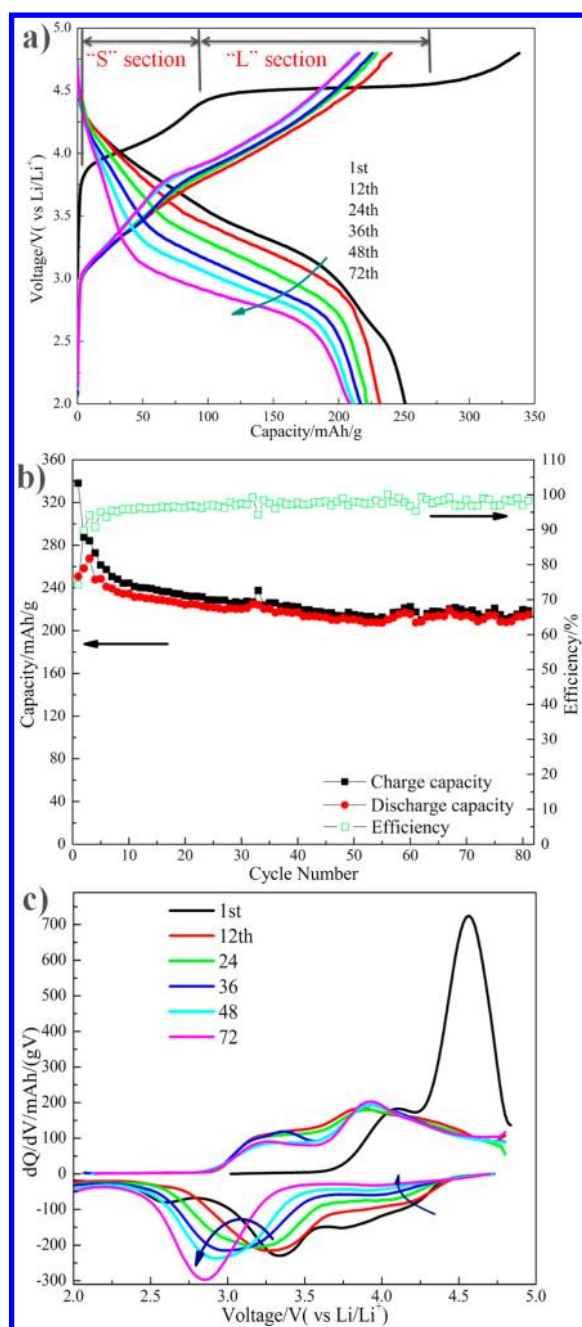 a)
"S" section
"L" section
5.0
4.5
4.0
3.5
3.0
2.5
2.0
Voltage/V( vs Li/Li+)
1st
12th
24th
36th
48th
72th
0 50 100 150 200 250 300 350
Capacity/mAh/g
b)
360
320
280
240
200
160
120
80
40
0
Capacity/mAh/g
110
100
90
80
70
60
50
40
30
20
10
0
Efficiency/%
Charge capacity
Discharge capacity
Efficiency
0 10 20 30 40 50 60 70 80
Cycle Number
c)
1st
12th
24
36
48
72
700
600
500
400
300
200
100
0
-100
-200
-300
dQ/dV/mAh/(gV)
2.0 2.5 3.0 3.5 4.0 4.5 5.0
Voltage/V( vs Li/Li+)